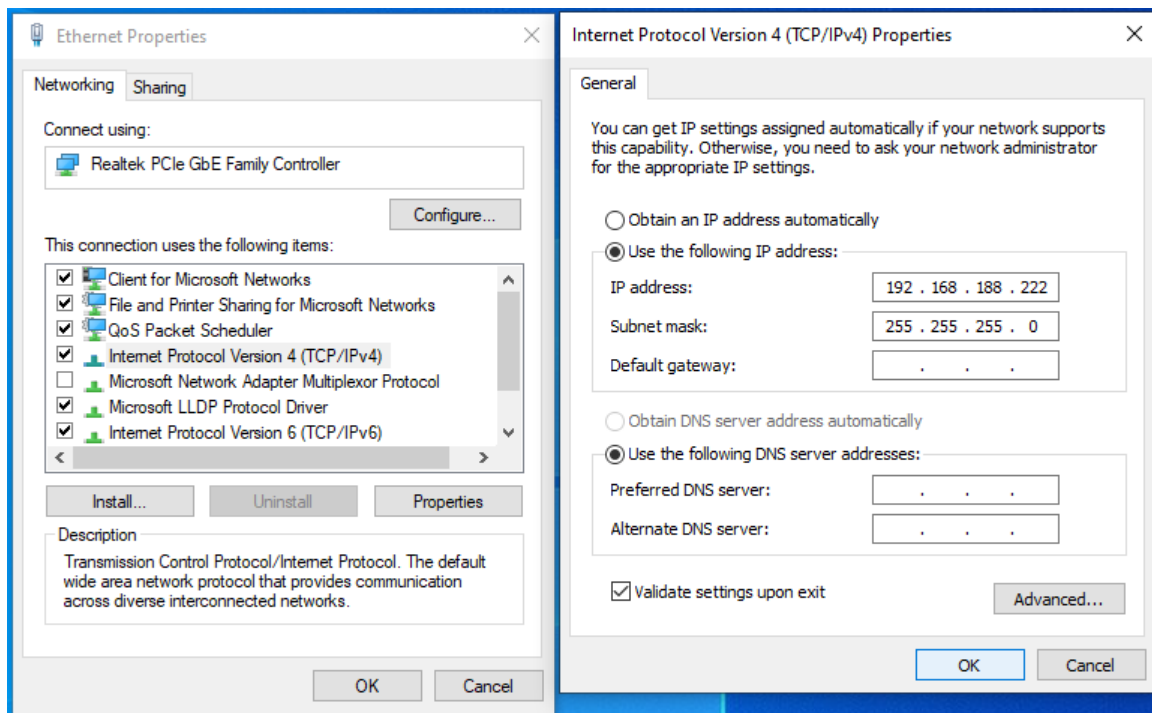 Ethernet Properties
Networking
Sharing
Connect using:
Realtek PCIe GbE Family Controller
Configure...
This connection uses the following items:
Client for Microsoft Networks
File and Printer Sharing for Microsoft Networks
QoS Packet Scheduler
Internet Protocol Version 4 (TCP/IPv4)
Microsoft Network Adapter Multiplexor Protocol
Microsoft LLDP Protocol Driver
Internet Protocol Version 6 (TCP/IPv6)
Install...
Uninstall
Properties
Description
Transmission Control Protocol/Internet Protocol. The default
wide area network protocol that provides communication
across diverse interconnected networks.
OK
Cancel
Internet Protocol Version 4 (TCP/IPv4) Properties
General
You can get IP settings assigned automatically if your network supports
this capability. Otherwise, you need to ask your network administrator
for the appropriate IP settings.
Obtain an IP address automatically
Use the following IP address:
IP address:
192 . 168 . 188 . 222
Subnet mask:
255 . 255 . 255 . 0
Default gateway:
. . .
Obtain DNS server address automatically
Use the following DNS server addresses:
Preferred DNS server:
. . .
Alternate DNS server:
. . .
Validate settings upon exit
Advanced...
OK
Cancel